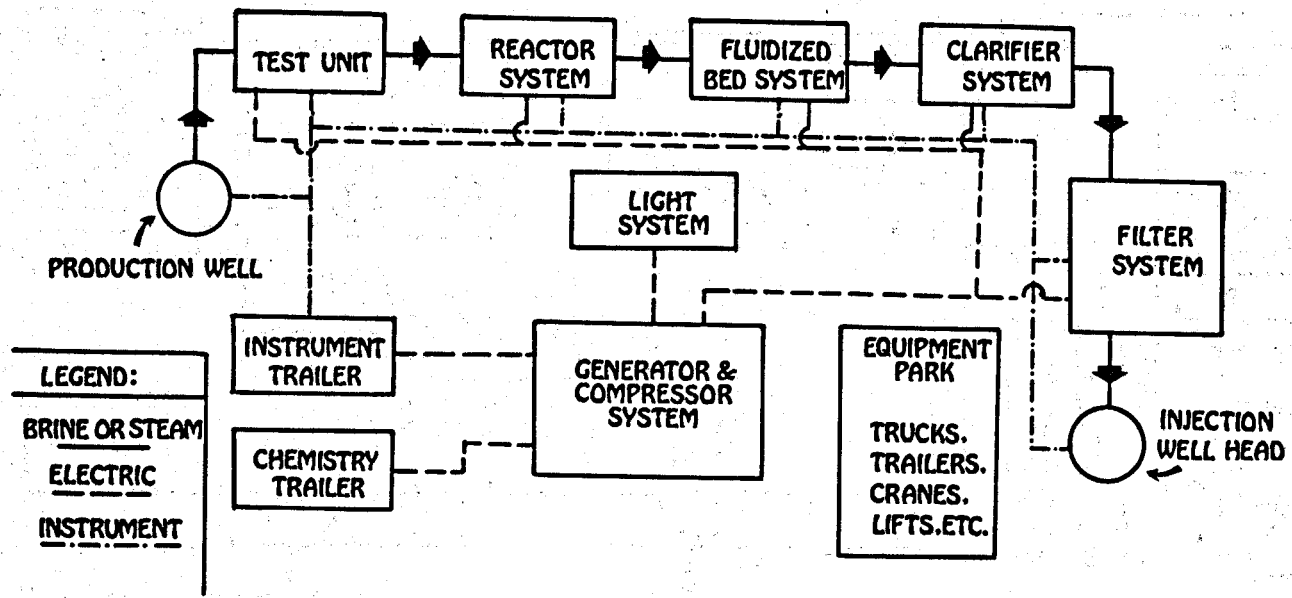 TEST UNIT
REACTOR
SYSTEM
FLUIDIZED
BED SYSTEM
CLARIFIER
SYSTEM
PRODUCTION WELL
LIGHT
SYSTEM
FILTER
SYSTEM
INSTRUMENT
TRAILER
GENERATOR &
COMPRESSOR
SYSTEM
EQUIPMENT
PARK
TRUCKS.
TRAILERS.
CRANES.
LIFTS.ETC.
INJECTION
WELL HEAD
CHEMISTRY
TRAILER
LEGEND:
BRINE OR STEAM
ELECTRIC
INSTRUMENT